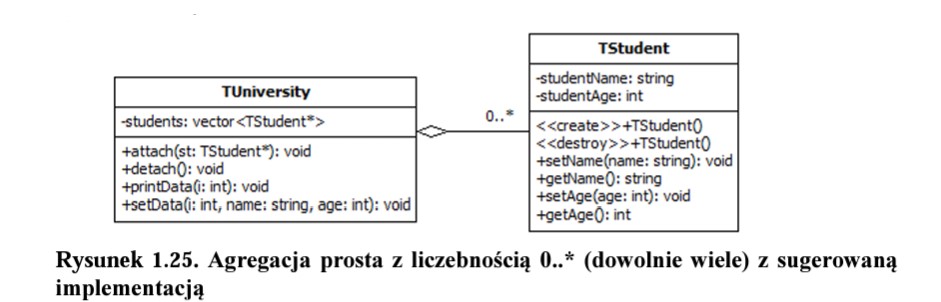 TUniversity
-students: vector<TStudent*>
+attach(st: TStudent*): void
+detach(): void
+printData(i: int): void
+setData(i: int, name: string, age: int): void
0..*
TStudent
-studentName: string
-studentAge: int
<<create>>+TStudent()
<<destroy>>+TStudent()
+setName(name: string): void
+getName(): string
+setAge(age: int): void
+getAge(): int
Rysunek 1.25. Agregacja prosta z liczebnością 0..* (dowolnie wiele) z sugerowaną
implementacją